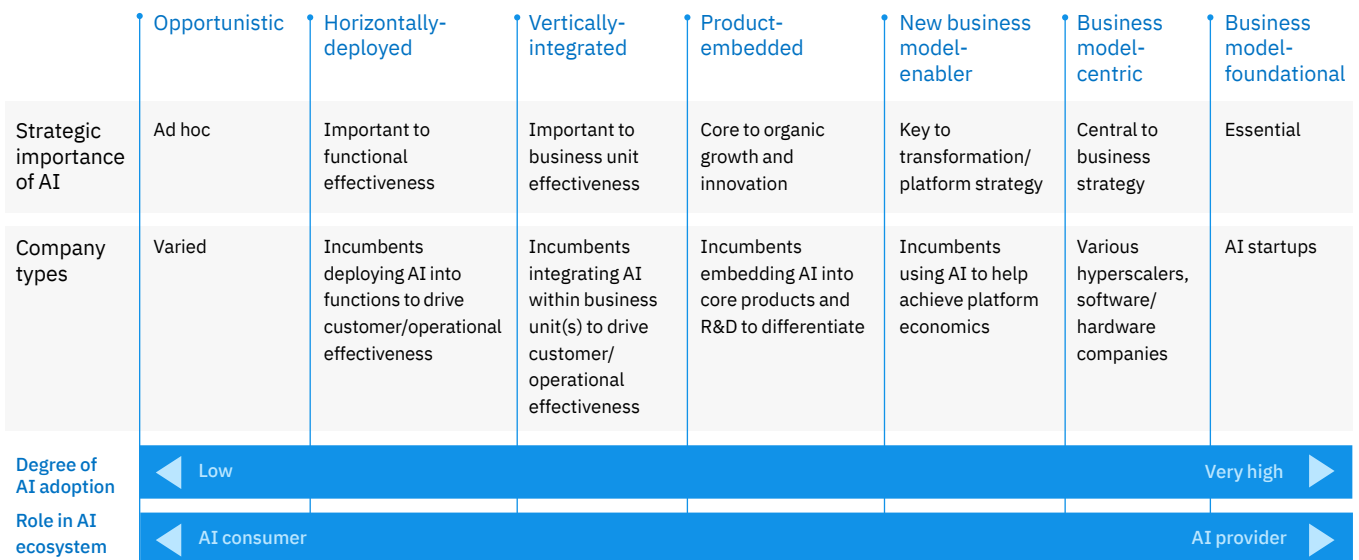 Opportunistic
Horizontally-
deployed
Vertically-
integrated
Product-
embedded
New business
model-
enabler
Business
model-
centric
Business
model-
foundational
Strategic
importance
of AI
Ad hoc
Important to
functional
effectiveness
Important to
business unit
effectiveness
Core to organic
growth and
innovation
Key to
transformation/
platform strategy
Central to
business
strategy
Essential
Company
types
Varied
Incumbents
deploying AI into
functions to drive
customer/operational
effectiveness
Incumbents
integrating AI
within business
unit(s) to drive
customer/
operational
effectiveness
Incumbents
embedding AI into
core products and
R&D to differentiate
Incumbents
using AI to help
achieve platform
economics
Various
hyperscalers,
software/
hardware
companies
AI startups
Degree of
AI adoption
Low
Very high
Role in AI
ecosystem
AI consumer
AI provider